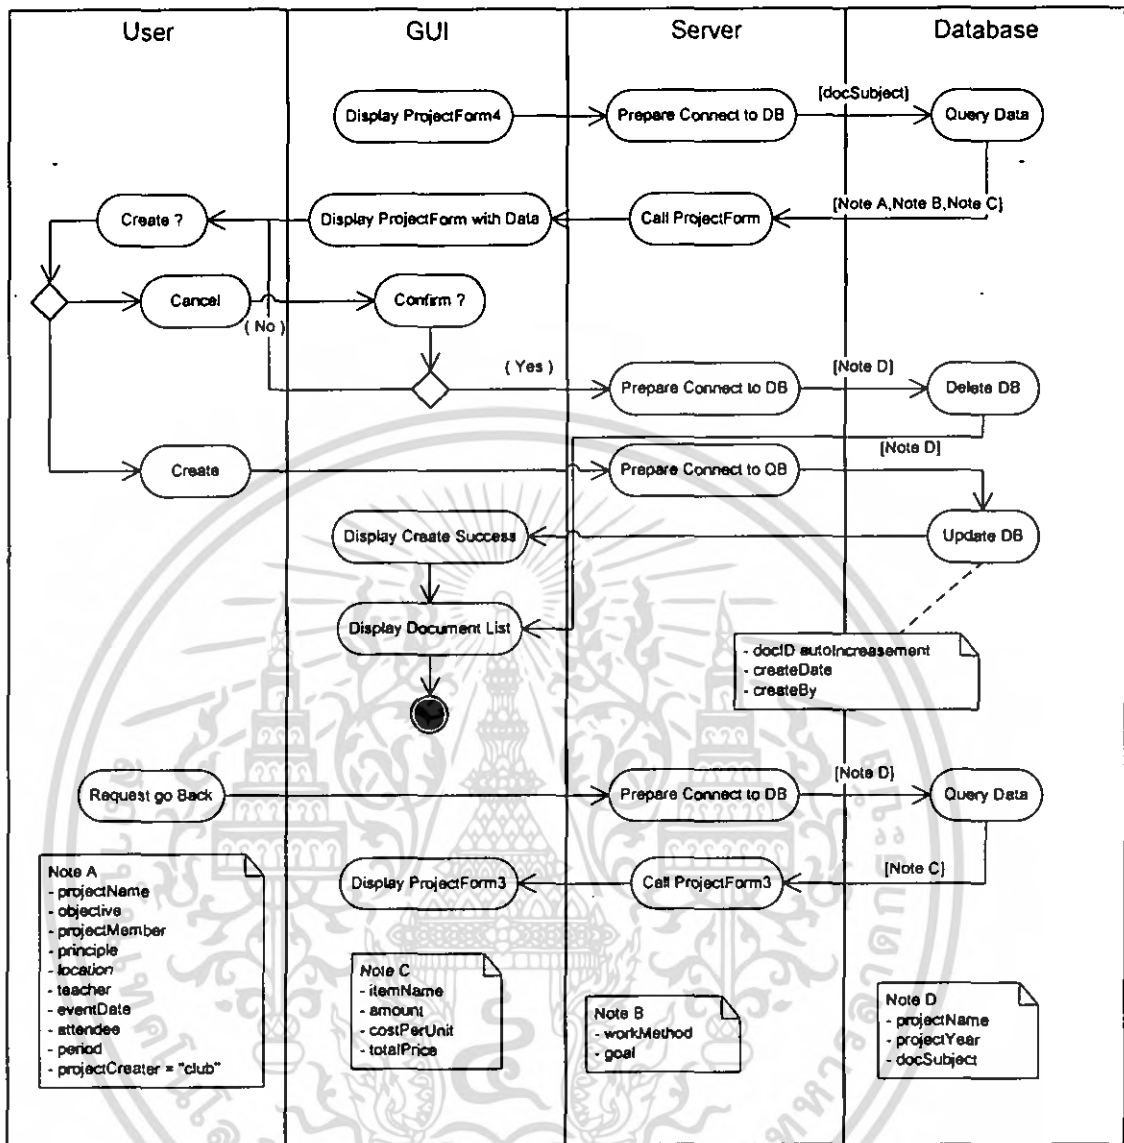 User
GUI
Server
Database
Display ProjectForm4
Prepare Connect to DB
[docSubject]
Query Data
Create ?
Display ProjectForm with Data
Call ProjectForm
[Note A,Note B,Note C]
Cancel
Confirm ?
( No )
( Yes )
Prepare Connect to DB
[Note D]
Delete DB
[Note D]
Create
Prepare Connect to DB
Display Create Success
Update DB
Display Document List
- docID autoIncreasement
- createDate
- createBy
Request go Back
Prepare Connect to DB
[Note D]
Query Data
Display ProjectForm3
Call ProjectForm3
[Note C]
Note A
- projectName
- objective
- projectMember
- principle
- location
- teacher
- eventDate
- attendee
- period
- projectCreater = "club"
Note C
- itemName
- amount
- costPerUnit
- totalPrice
Note B
- workMethod
- goal
Note D
- projectName
- projectYear
- docSubject